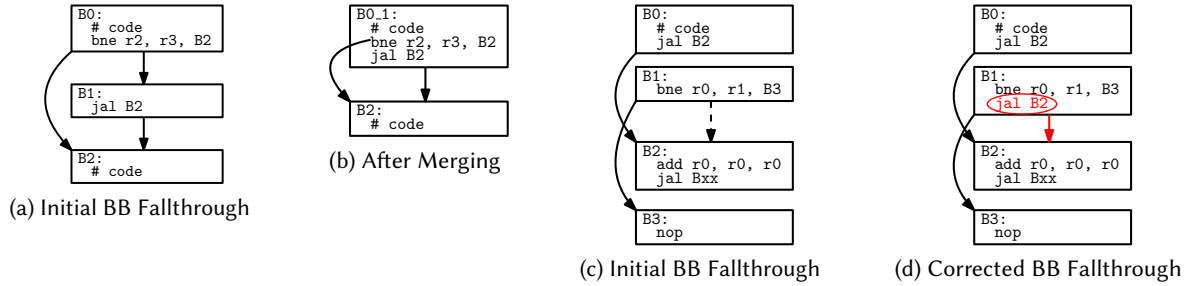 B0:
# code
bne r2, r3, B2
B1:
jal B2
B2:
# code
(a) Initial BB Fallthrough
B0_1:
# code
bne r2, r3, B2
jal B2
B2:
# code
(b) After Merging
B0:
# code
jal B2
B1:
bne r0, r1, B3
B2:
add r0, r0, r0
jal Bxx
B3:
nop
(c) Initial BB Fallthrough
B0:
# code
jal B2
B1:
bne r0, r1, B3
jal B2
B2:
add r0, r0, r0
jal Bxx
B3:
nop
(d) Corrected BB Fallthrough